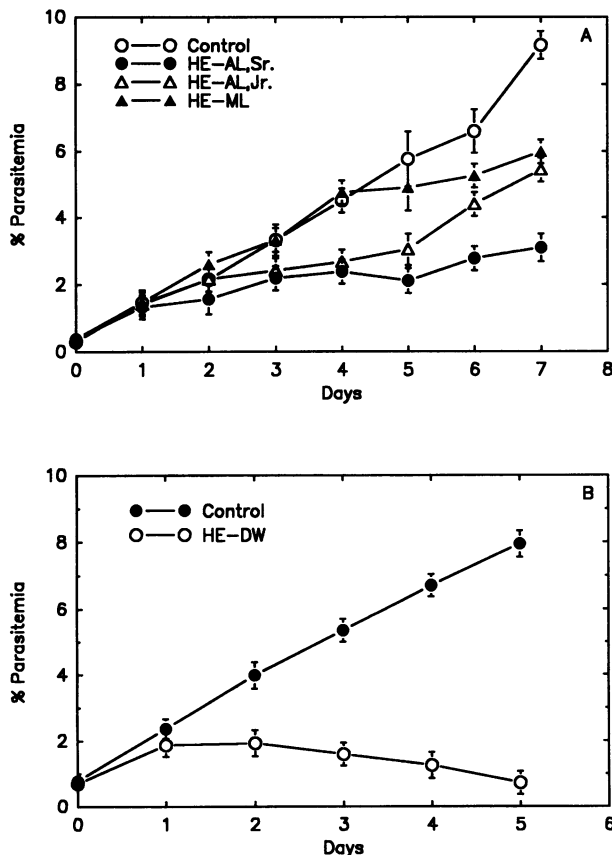 A
Control
HE-AL,Sr.
HE-AL,Jr.
HE-ML
% Parasitemia
10
8
6
4
2
0
0 1 2 3 4 5 6 7 8
Days
B
Control
HE-DW
% Parasitemia
10
8
6
4
2
0
0 1 2 3 4 5 6
Days